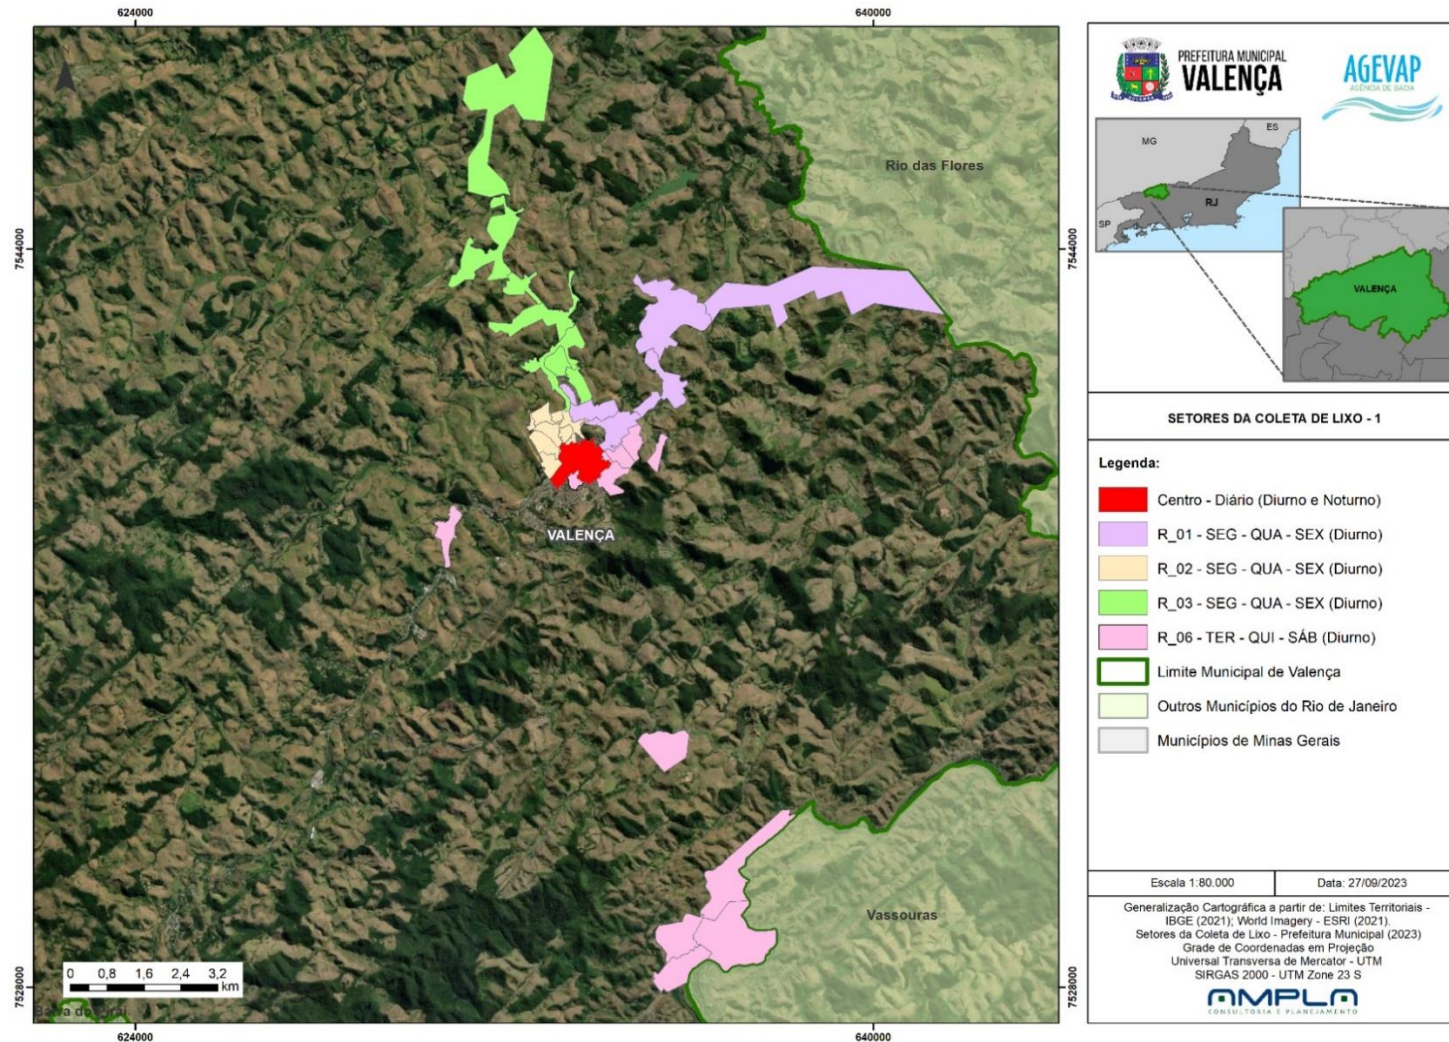 624000
640000
7544000
7544000
7528000
7528000
624000
640000
Rio das Flores
VALENÇA
Vassouras
0 0,8 1,6 2,4 3,2
km
PREFEITURA MUNICIPAL
VALENÇA
AGEVAP
AGÊNCIA DE BACIA
MG
ES
RJ
SP
VALENÇA
SETORES DA COLETA DE LIXO - 1
Legenda:
Centro - Diário (Diurno e Noturno)
R_01 - SEG - QUA - SEX (Diurno)
R_02 - SEG - QUA - SEX (Diurno)
R_03 - SEG - QUA - SEX (Diurno)
R_06 - TER - QUI - SÁB (Diurno)
Limite Municipal de Valença
Outros Municípios do Rio de Janeiro
Municípios de Minas Gerais
Escala 1:80.000
Data: 27/09/2023
Generalização Cartográfica a partir de: Limites Territoriais -
IBGE (2021); World Imagery - ESRI (2021).
Setores da Coleta de Lixo - Prefeitura Municipal (2023)
Grade de Coordenadas em Projeção
Universal Transversa de Mercator - UTM
SIRGAS 2000 - UTM Zone 23 S
AMPLA
CONSULTORIA E PLANEJAMENTO